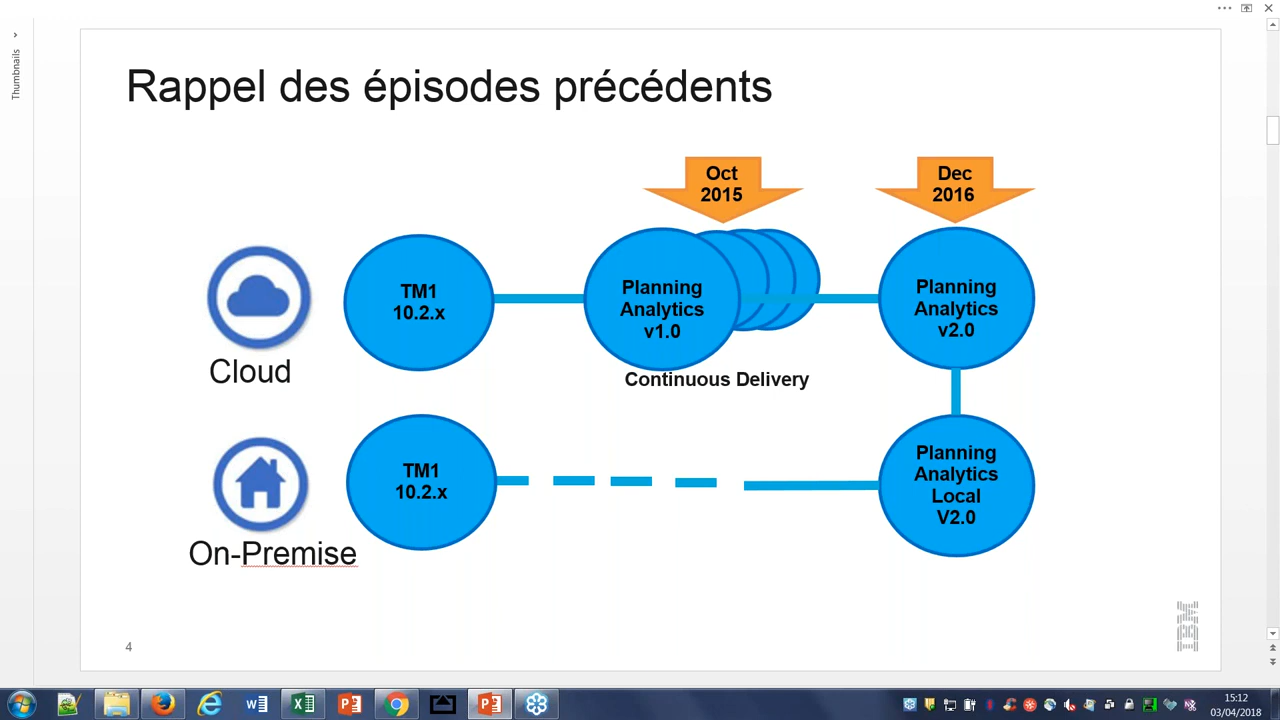 Thumbnails
Rappel des épisodes précédents
Oct
2015
Dec
2016
TM1
10.2.x
Planning
Analytics
v1.0
Planning
Analytics
v2.0
Cloud
Continuous Delivery
TM1
10.2.x
Planning
Analytics
Local
V2.0
On-Premise
4
IBM
15:12
03/04/2018